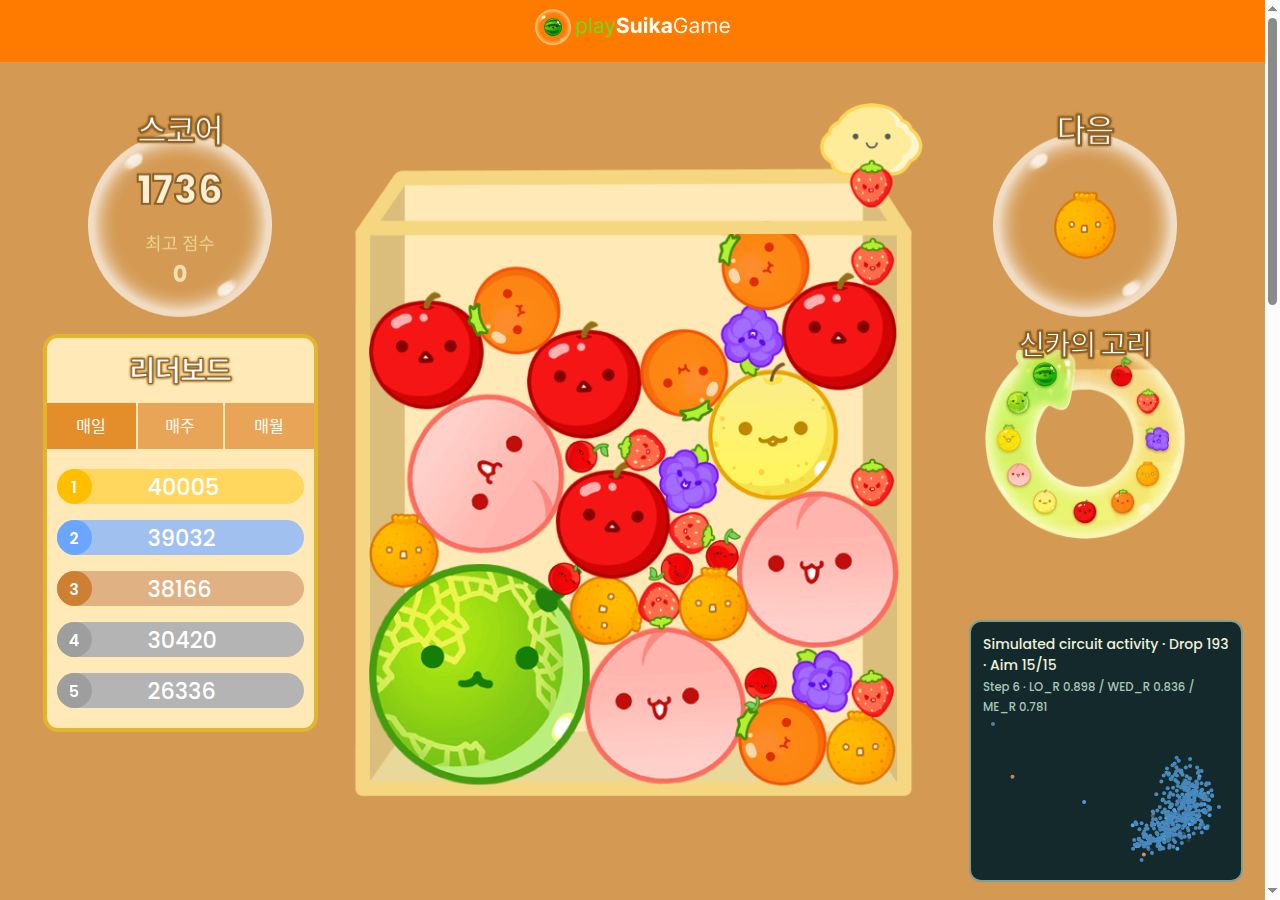 playSuikaGame
스코어
1736
최고 점수
0
리더보드
매일
매주
매월
1
40005
2
39032
3
38166
4
30420
5
26336
다음
신카의 고리
Simulated circuit activity · Drop 193
· Aim 15/15
Step 6 · LO_R 0.898 / WED_R 0.836 /
ME_R 0.781